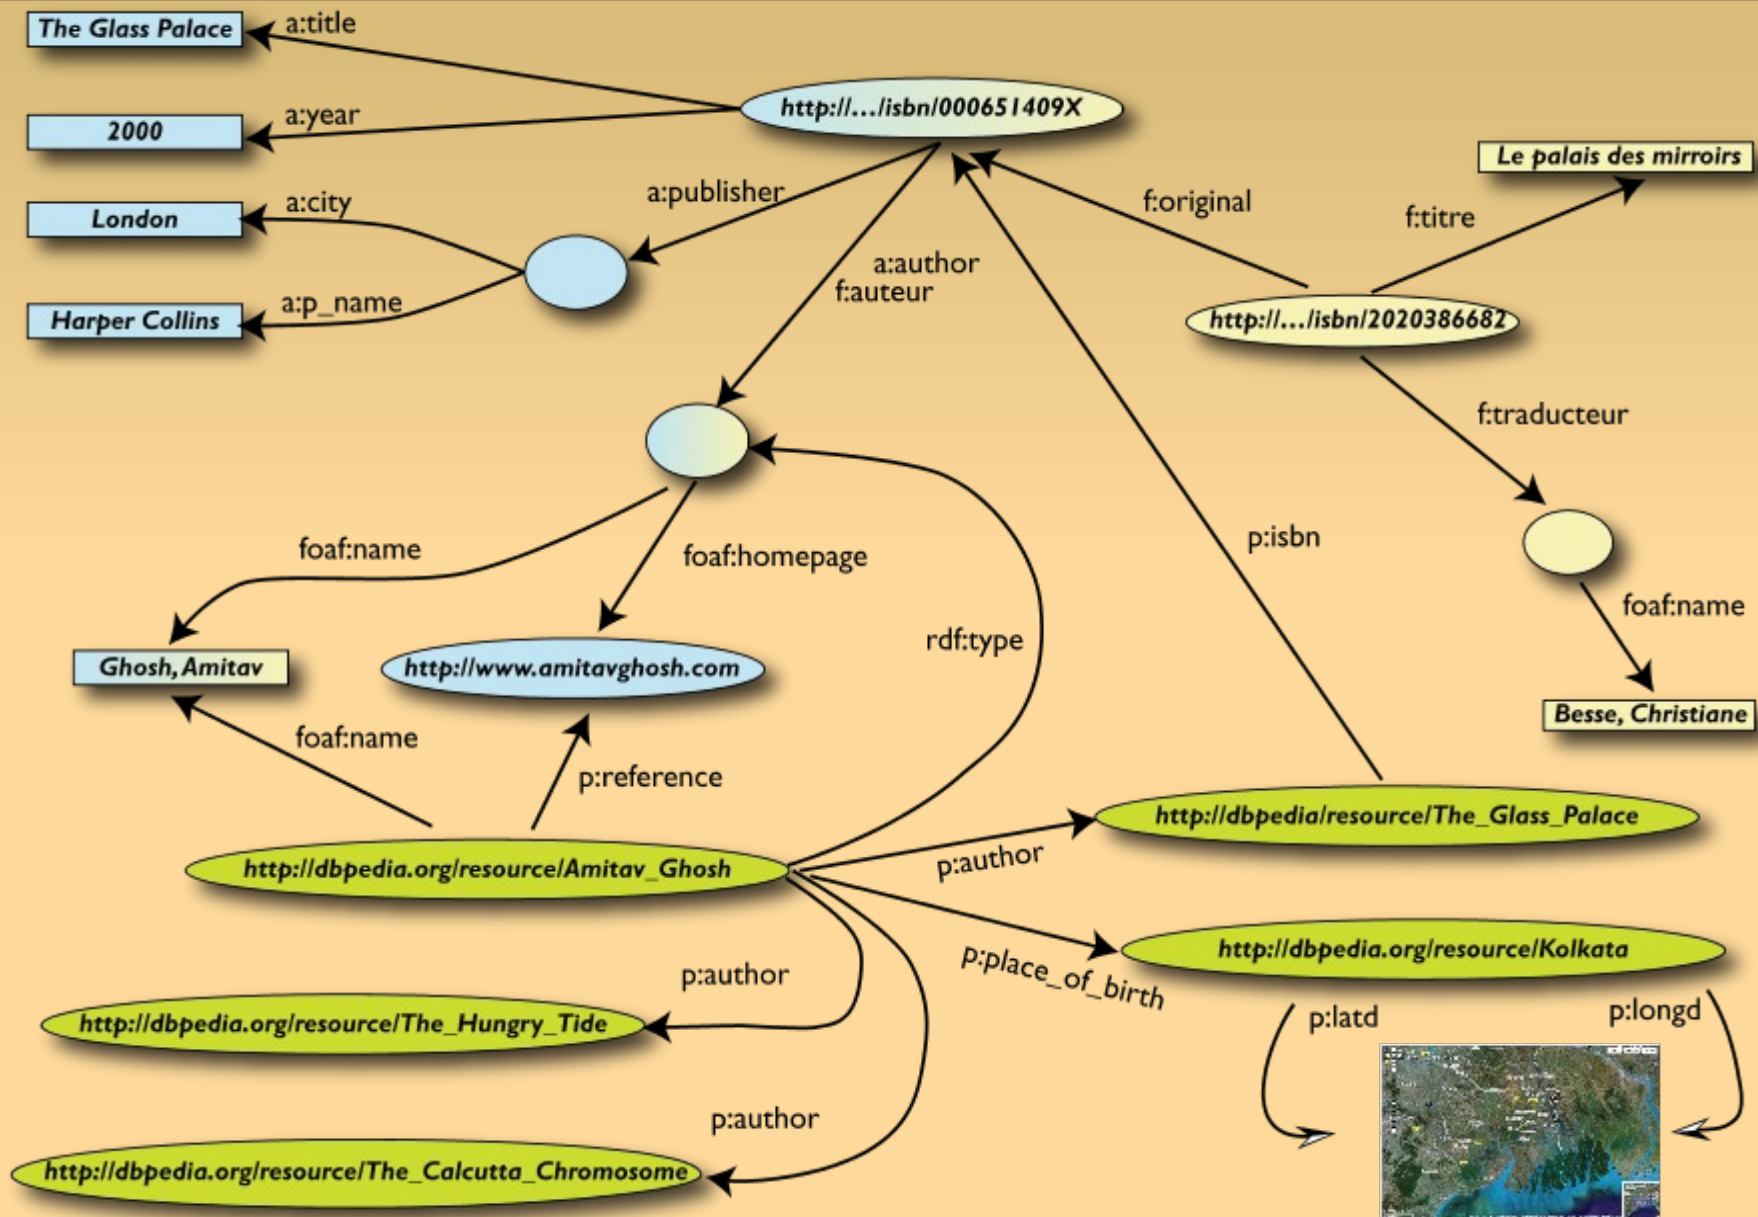 The Glass Palace
a:title
http://.../isbn/000651409X
2000
a:year
Le palais des mirroirs
London
a:city
a:publisher
f:original
f:titre
a:author
f:auteur
Harper Collins
a:p_name
http://.../isbn/2020386682
f:traducteur
foaf:name
foaf:homepage
p:isbn
foaf:name
rdf:type
Ghosh, Amitav
http://www.amitavghosh.com
Besse, Christiane
foaf:name
p:reference
http://dbpedia/resource/The_Glass_Palace
http://dbpedia.org/resource/Amitav_Ghosh
p:author
http://dbpedia.org/resource/Kolkata
p:place_of_birth
p:author
http://dbpedia.org/resource/The_Hungry_Tide
p:latd
p:longd
p:author
http://dbpedia.org/resource/The_Calcutta_Chromosome